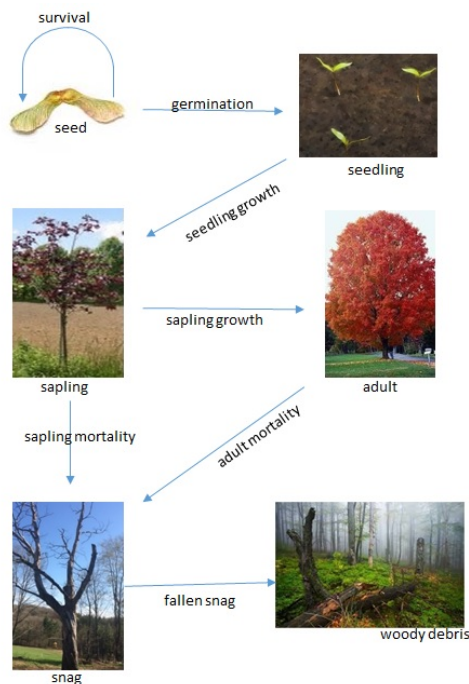 survival
seed
germination
seedling
seedling growth
sapling
sapling growth
adult
sapling mortality
adult mortality
snag
fallen snag
woody debris